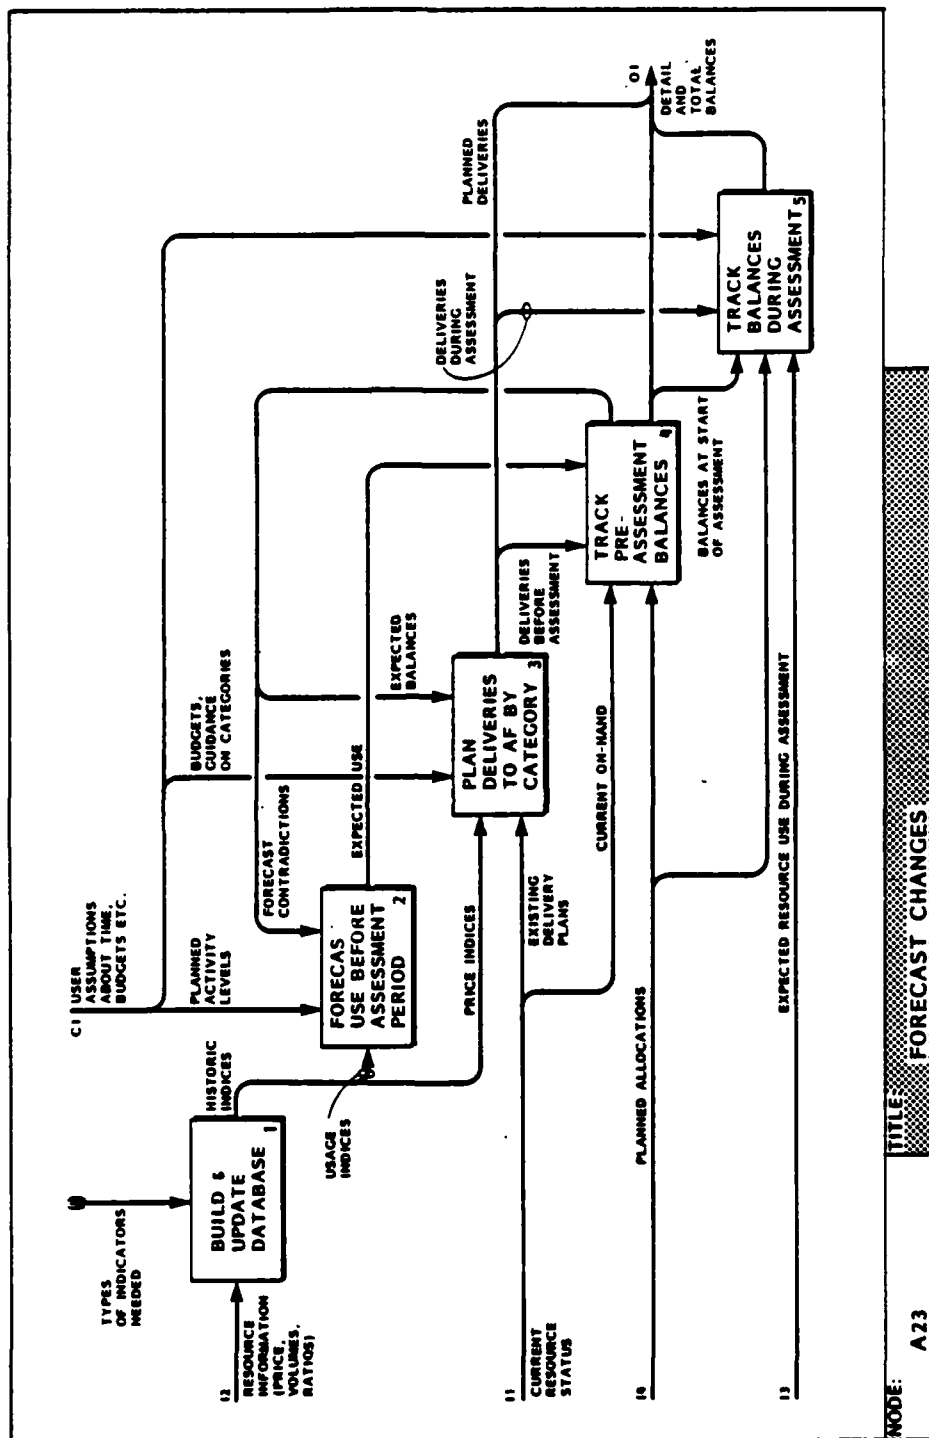 C1 USER
ASSUMPTIONS
ABOUT TIME,
BUDGETS ETC.
TYPES
OF INDICATORS
NEEDED
I2
RESOURCE
INFORMATION
(PRICE,
VOLUMES,
RATIOS)
BUILD &
UPDATE
DATABASE 1
HISTORIC
INDICES
PLANNED
ACTIVITY
LEVELS
BUDGETS,
GUIDANCE
ON CATEGORIES
FORECAST
CONTRADICTIONS
USAGE
INDICES
FORECAS
USE BEFORE
ASSESSMENT
PERIOD 2
EXPECTED USE
EXPECTED
BALANCES
PRICE INDICES
PLAN
DELIVERIES
TO AF BY
CATEGORY 3
DELIVERIES
DURING
ASSESSMENT
PLANNED
DELIVERIES
I1
CURRENT
RESOURCE
STATUS
EXISTING
DELIVERY
PLANS
DELIVERIES
BEFORE
ASSESSMENT
CURRENT ON-HAND
TRACK
PRE-
ASSESSMENT
BALANCES 4
O1
DETAIL
AND
TOTAL
BALANCES
I4
PLANNED ALLOCATIONS
BALANCES AT START
OF ASSESSMENT
TRACK
BALANCES
DURING
ASSESSMENT 5
I3
EXPECTED RESOURCE USE DURING ASSESSMENT
NODE: A23
TITLE: FORECAST CHANGES